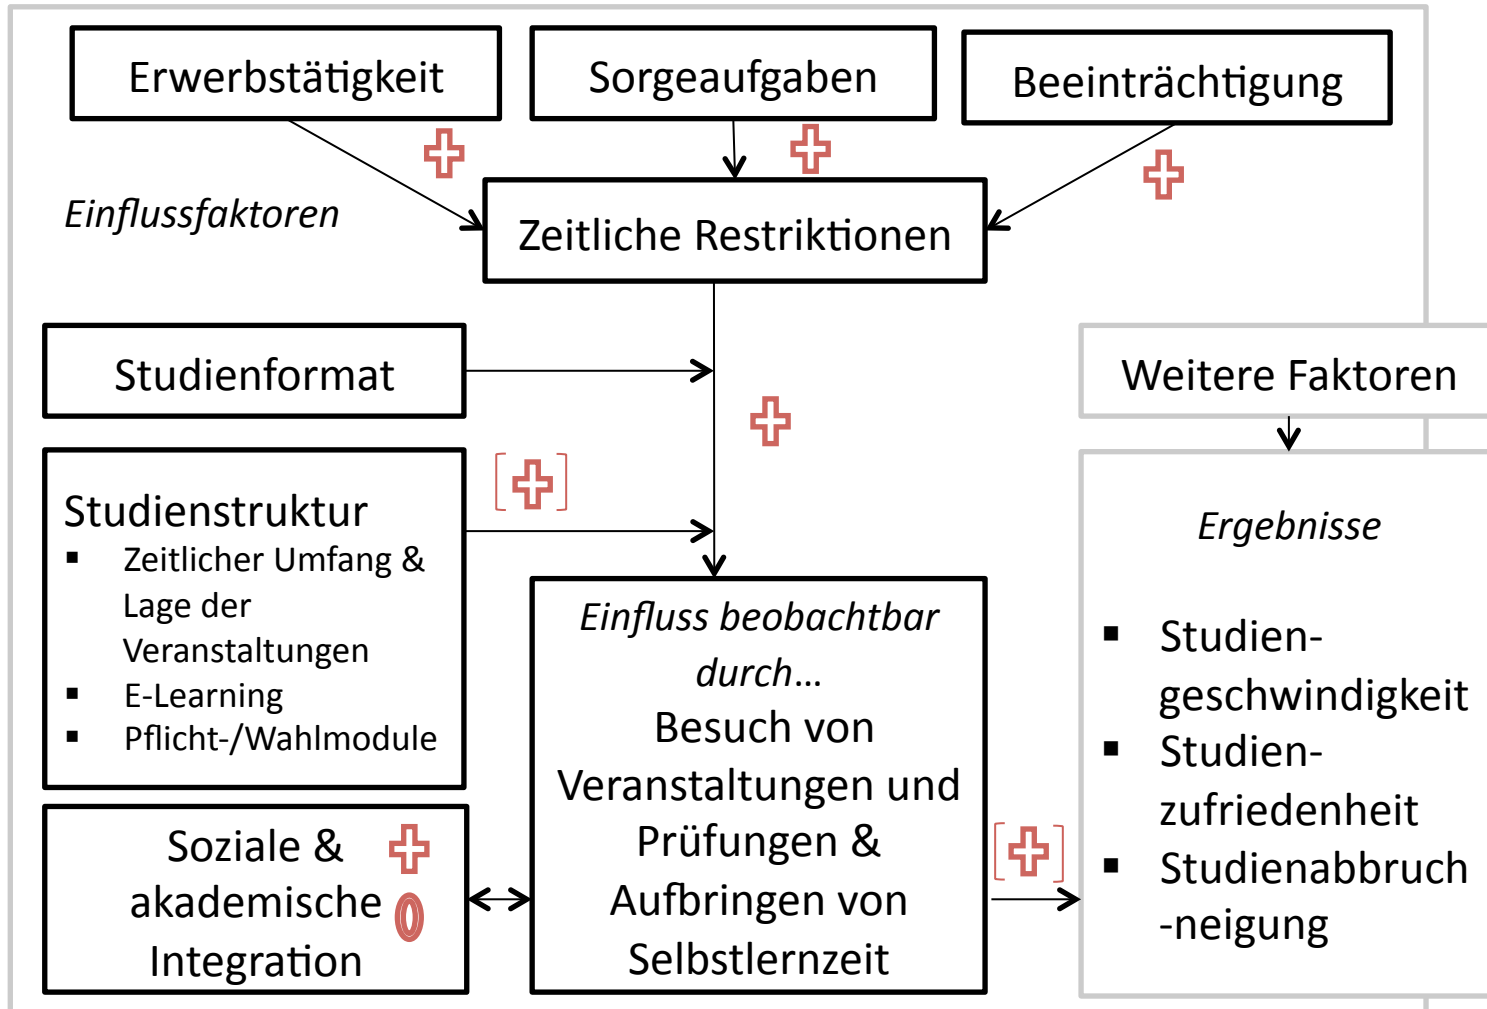 Erwerbstätigkeit
Sorgeaufgaben
Beeinträchtigung
Einflussfaktoren
Zeitliche Restriktionen
Studienformat
Weitere Faktoren
Studienstruktur
▪ Zeitlicher Umfang &
Lage der
Veranstaltungen
▪ E-Learning
▪ Pflicht-/Wahlmodule
Soziale &
akademische
Integration
Einfluss beobachtbar
durch…
Besuch von
Veranstaltungen und
Prüfungen &
Aufbringen von
Selbstlernzeit
Ergebnisse
▪ Studien-
geschwindigkeit
▪ Studien-
zufriedenheit
▪ Studienabbruch
-neigung